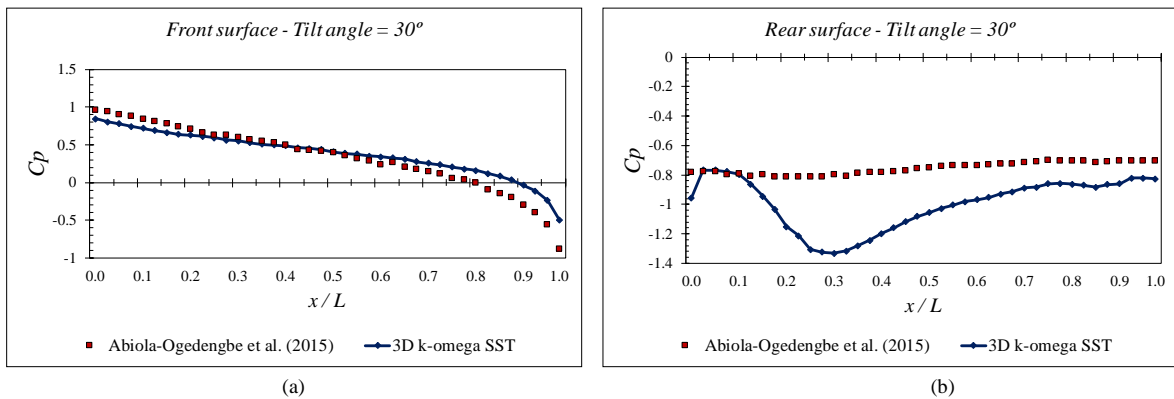 Front surface - Tilt angle = 30º
1.5
1
0.5
0
-0.5
-1
Cp
0.0 0.1 0.2 0.3 0.4 0.5 0.6 0.7 0.8 0.9 1.0
x / L
Abiola-Ogedengbe et al. (2015) 3D k-omega SST
(a)
Rear surface - Tilt angle = 30º
0
-0.2
-0.4
-0.6
-0.8
-1
-1.2
-1.4
Cp
0.0 0.1 0.2 0.3 0.4 0.5 0.6 0.7 0.8 0.9 1.0
x / L
Abiola-Ogedengbe et al. (2015) 3D k-omega SST
(b)